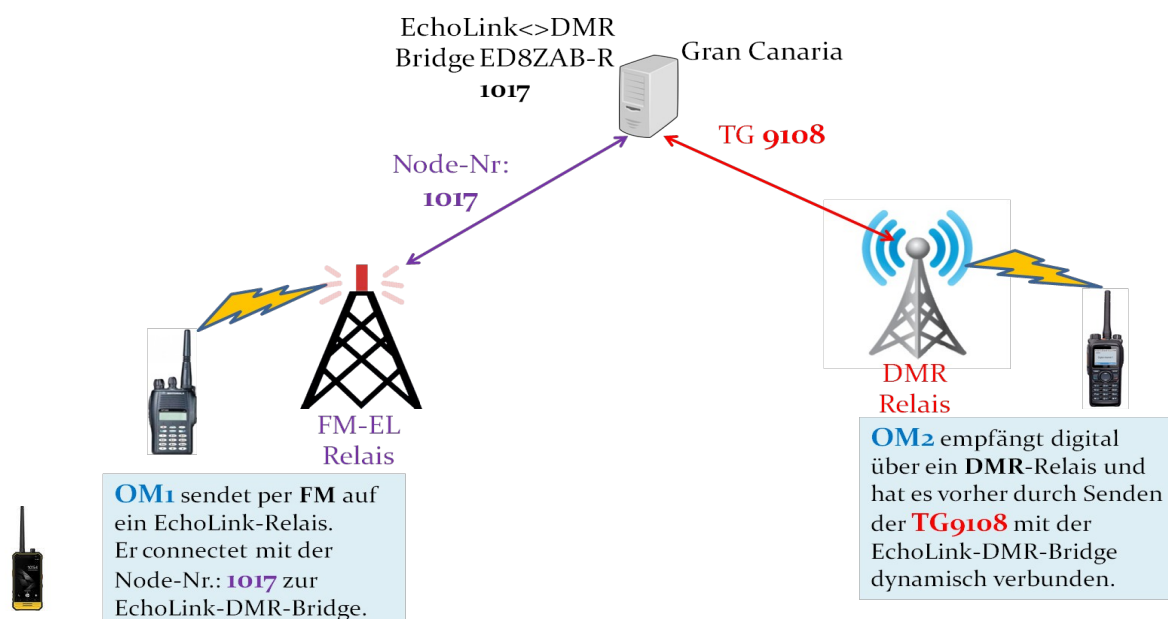 EchoLink<>DMR
Bridge ED8ZAB-R
1017
Gran Canaria
TG 9108
Node-Nr:
1017
FM-EL
Relais
DMR
Relais
OM1 sendet per FM auf
ein EchoLink-Relais.
Er connectet mit der
Node-Nr.: 1017 zur
EchoLink-DMR-Bridge.
OM2 empfängt digital
über ein DMR-Relais und
hat es vorher durch Senden
der TG9108 mit der
EchoLink-DMR-Bridge
dynamisch verbunden.